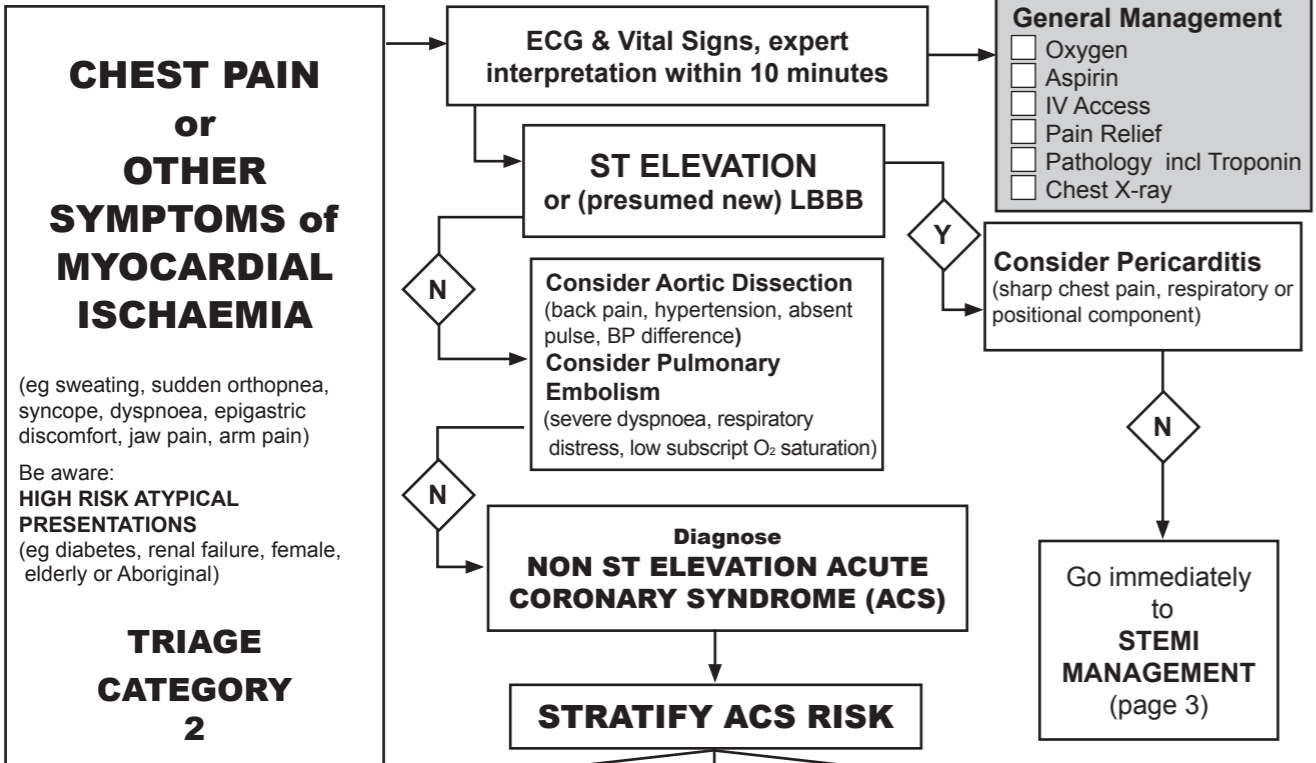 CHEST PAIN
or
OTHER
SYMPTOMS of
MYOCARDIAL
ISCHAEMIA
(eg sweating, sudden orthopnea,
syncope, dyspnoea, epigastric
discomfort, jaw pain, arm pain)
Be aware:
HIGH RISK ATYPICAL
PRESENTATIONS
(eg diabetes, renal failure, female,
elderly or Aboriginal)
TRIAGE
CATEGORY
2
ECG & Vital Signs, expert
interpretation within 10 minutes
General Management
Oxygen
Aspirin
IV Access
Pain Relief
Pathology incl Troponin
Chest X-ray
ST ELEVATION
or (presumed new) LBBB
Y
Consider Pericarditis
(sharp chest pain, respiratory or
positional component)
N
Go immediately
to
STEMI
MANAGEMENT
(page 3)
N
Consider Aortic Dissection
(back pain, hypertension, absent
pulse, BP difference)
Consider Pulmonary
Embolism
(severe dyspnoea, respiratory
distress, low subscript O₂ saturation)
N
Diagnose
NON ST ELEVATION ACUTE
CORONARY SYNDROME (ACS)
STRATIFY ACS RISK